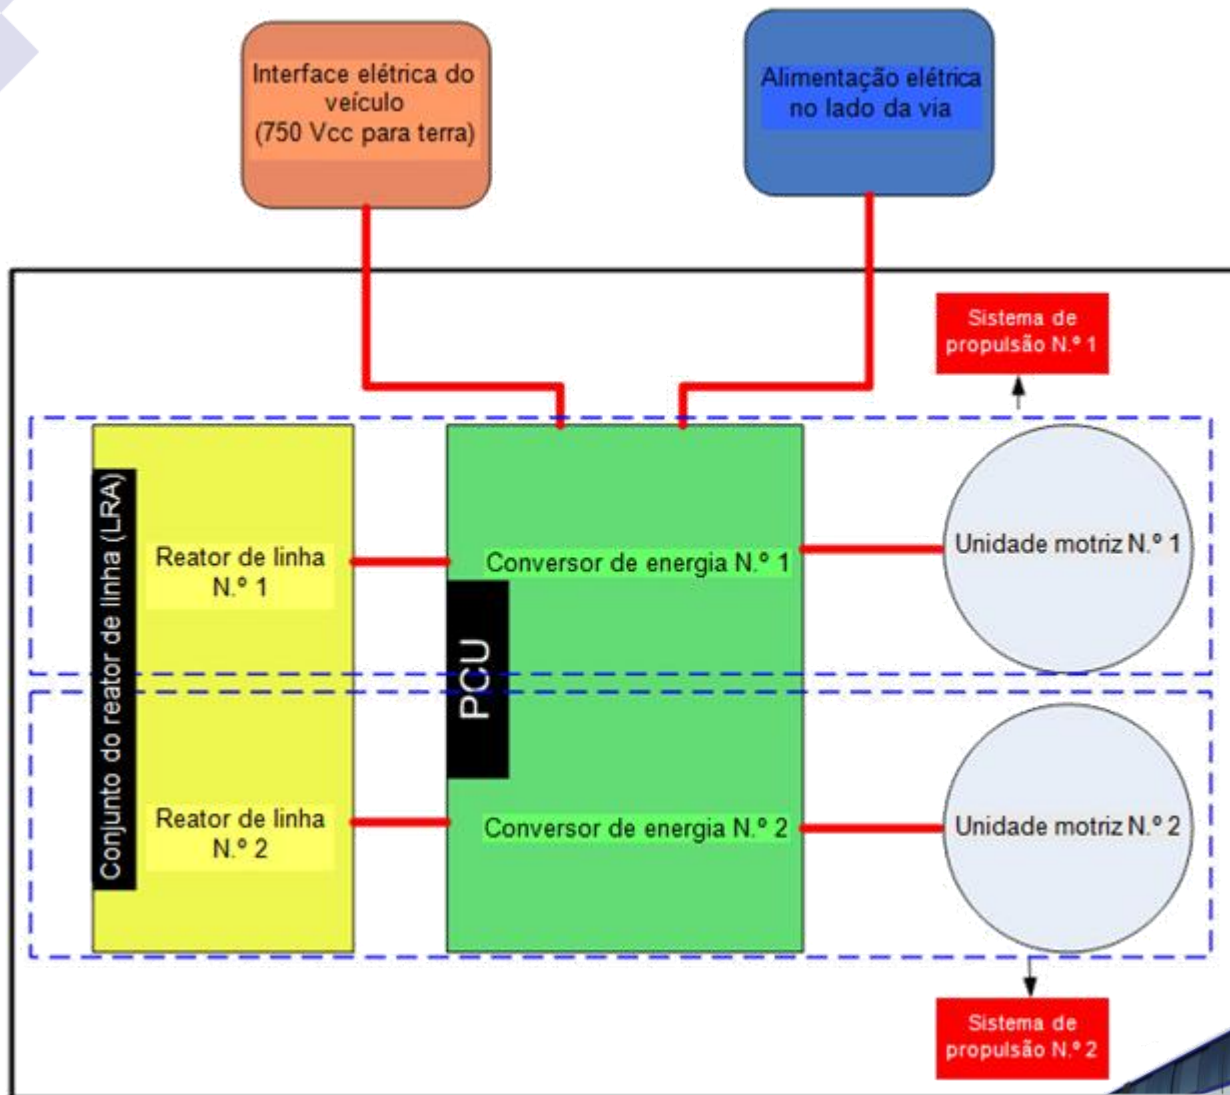 Interface elétrica do
veículo
(750 Vcc para terra)
Alimentação elétrica
no lado da via
Sistema de
propulsão N.º 1
Conjunto do reator de linha (LRA)
Reator de linha
N.º 1
Conversor de energia N.º 1
Unidade motriz N.º 1
PCU
Reator de linha
N.º 2
Conversor de energia N.º 2
Unidade motriz N.º 2
Sistema de
propulsão N.º 2